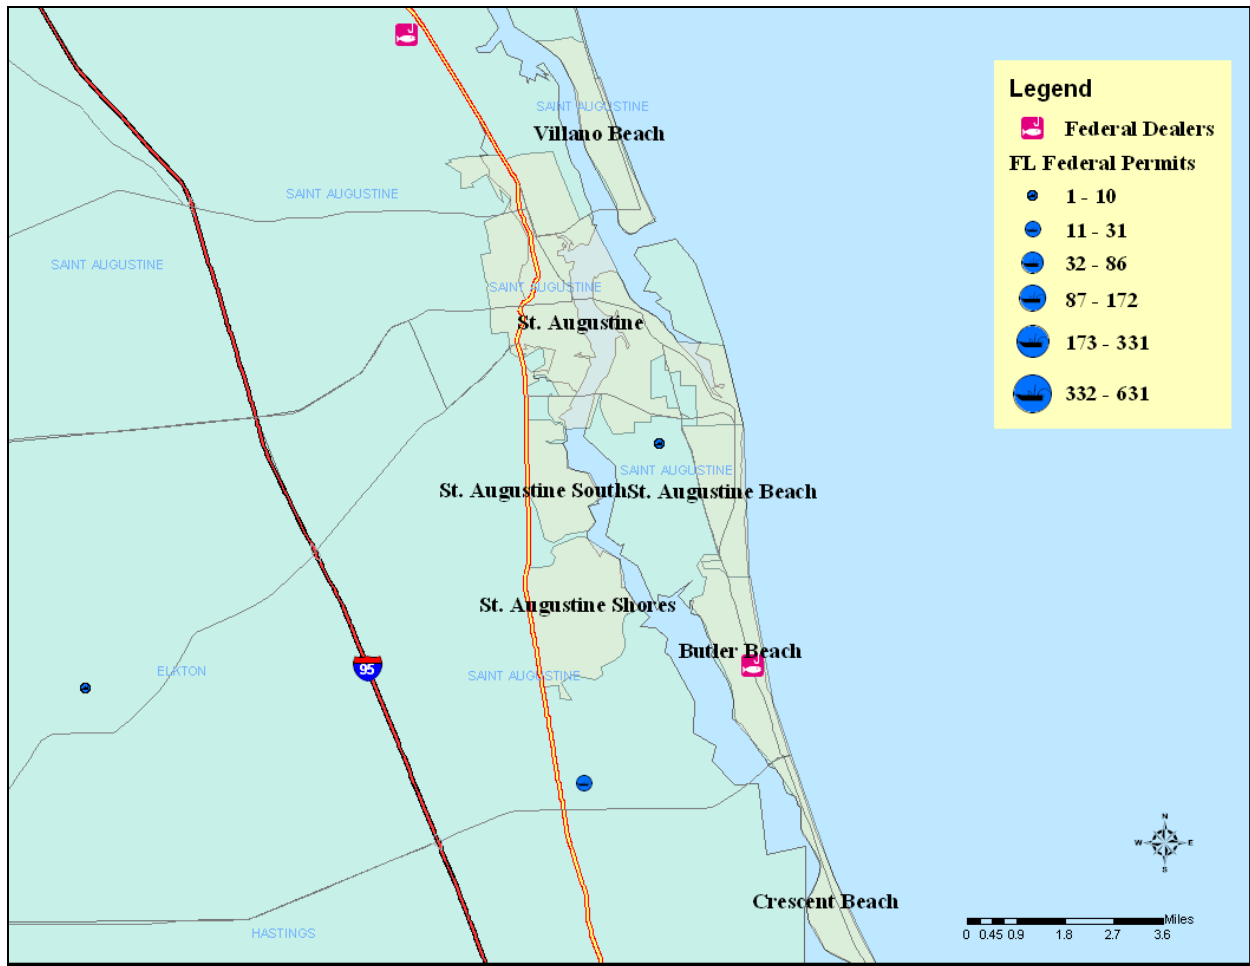 Legend
Federal Dealers
FL Federal Permits
1 - 10
11 - 31
32 - 86
87 - 172
173 - 331
332 - 631
SAINT AUGUSTINE
Villano Beach
SAINT AUGUSTINE
SAINT AUGUSTINE
SAINT AUGUSTINE
St. Augustine
SAINT AUGUSTINE
St. Augustine South
St. Augustine Beach
St. Augustine Shores
Butler Beach
ELKTON
95
SAINT AUGUSTINE
Crescent Beach
HASTINGS
N
W E
S
Miles
0 0.45 0.9 1.8 2.7 3.6